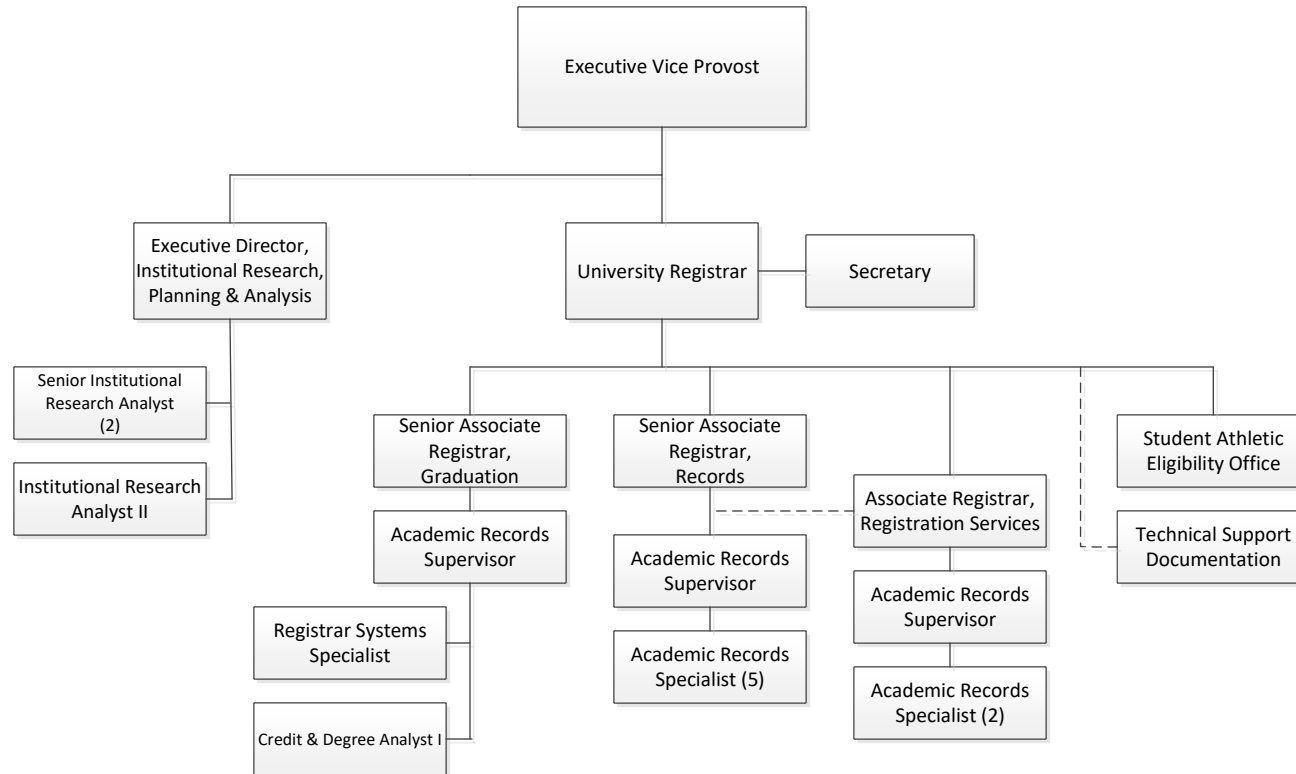 Executive Vice Provost
Executive Director,
Institutional Research,
Planning & Analysis
University Registrar
Secretary
Senior Institutional
Research Analyst
(2)
Institutional Research
Analyst II
Senior Associate
Registrar,
Graduation
Academic Records
Supervisor
Registrar Systems
Specialist
Credit & Degree Analyst I
Senior Associate
Registrar,
Records
Academic Records
Supervisor
Academic Records
Specialist (5)
Associate Registrar,
Registration Services
Academic Records
Supervisor
Academic Records
Specialist (2)
Student Athletic
Eligibility Office
Technical Support
Documentation